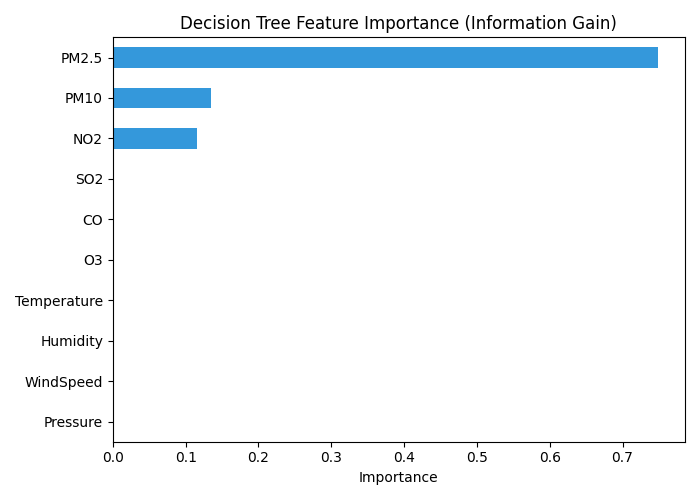 Decision Tree Feature Importance (Information Gain)
PM2.5
PM10
NO2
SO2
CO
O3
Temperature
Humidity
WindSpeed
Pressure
0.0 0.1 0.2 0.3 0.4 0.5 0.6 0.7
Importance